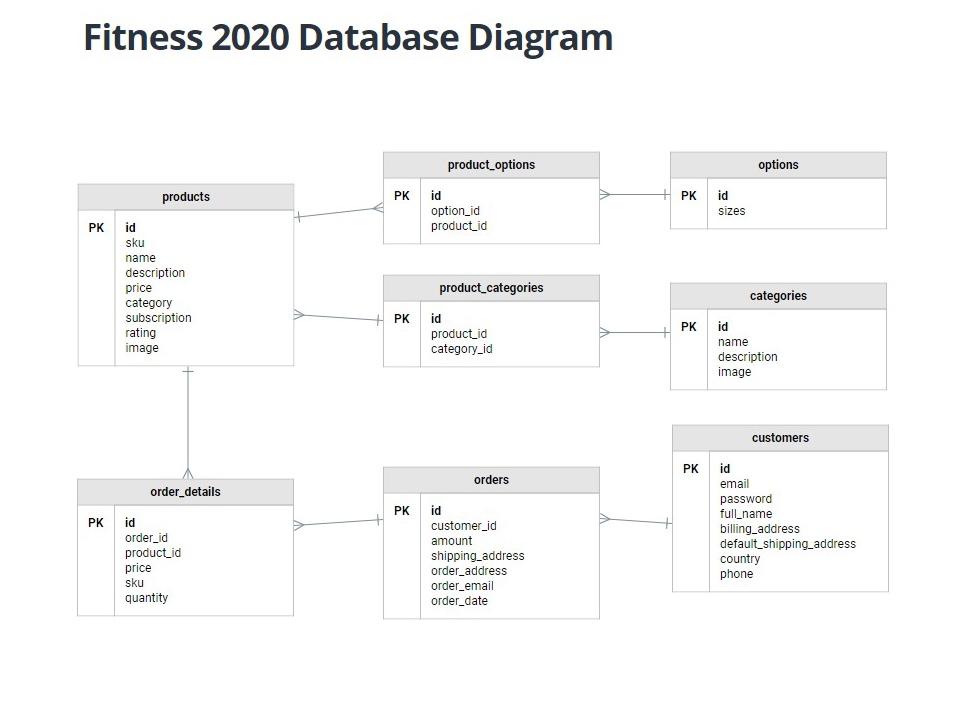 Fitness 2020 Database Diagram
products
PK
id
sku
name
description
price
category
subscription
rating
image
product_options
PK
id
option_id
product_id
options
PK
id
sizes
product_categories
PK
id
product_id
category_id
categories
PK
id
name
description
image
order_details
PK
id
order_id
product_id
price
sku
quantity
orders
PK
id
customer_id
amount
shipping_address
order_address
order_email
order_date
customers
PK
id
email
password
full_name
billing_address
default_shipping_address
country
phone